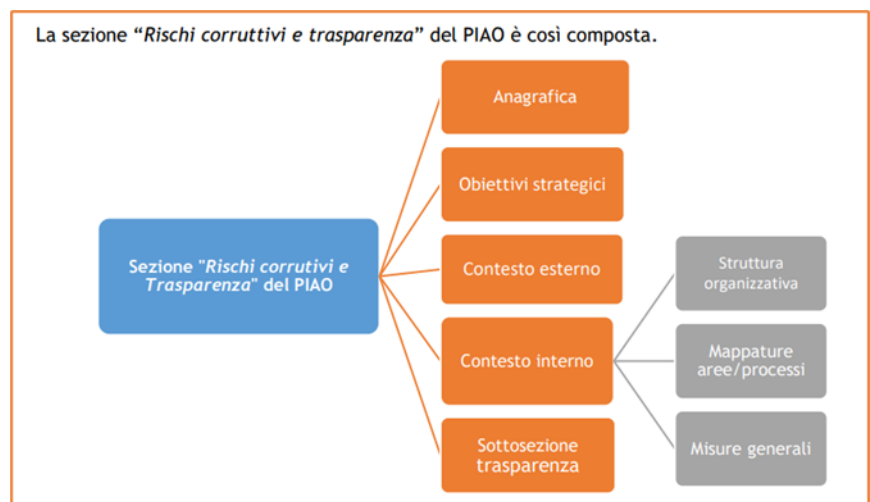 La sezione “Rischi corruttivi e trasparenza” del PIAO è così composta.
Anagrafica
Obiettivi strategici
Sezione "Rischi corrutivi e
Trasparenza" del PIAO
Contesto esterno
Contesto interno
Sottosezione
trasparenza
Struttura
organizzativa
Mappature
aree/processi
Misure generali